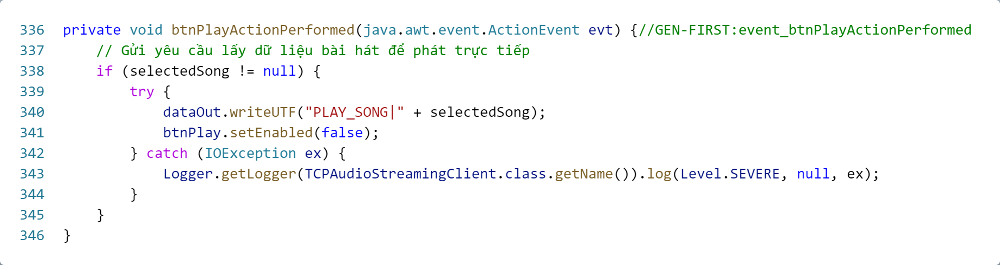 336 private void btnPlayActionPerformed(java.awt.event.ActionEvent evt) {//GEN-FIRST:event_btnPlayActionPerformed
337     // Gửi yêu cầu lấy dữ liệu bài hát để phát trực tiếp
338     if (selectedSong != null) {
339         try {
340             dataOut.writeUTF("PLAY_SONG|" + selectedSong);
341             btnPlay.setEnabled(false);
342         } catch (IOException ex) {
343             Logger.getLogger(TCPAudioStreamingClient.class.getName()).log(Level.SEVERE, null, ex);
344         }
345     }
346 }